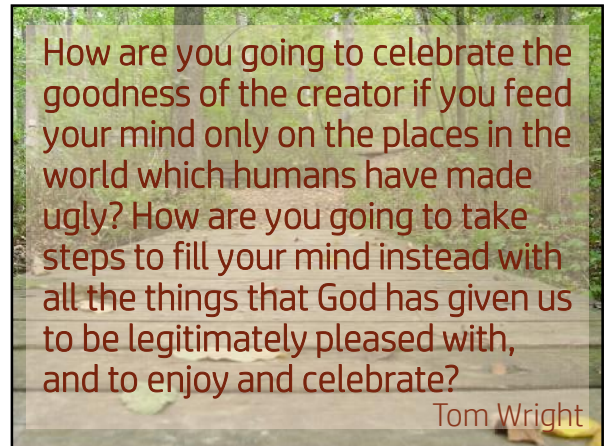 How are you going to celebrate the
goodness of the creator if you feed
your mind only on the places in the
world which humans have made
ugly? How are you going to take
steps to fill your mind instead with
all the things that God has given us
to be legitimately pleased with,
and to enjoy and celebrate?
Tom Wright